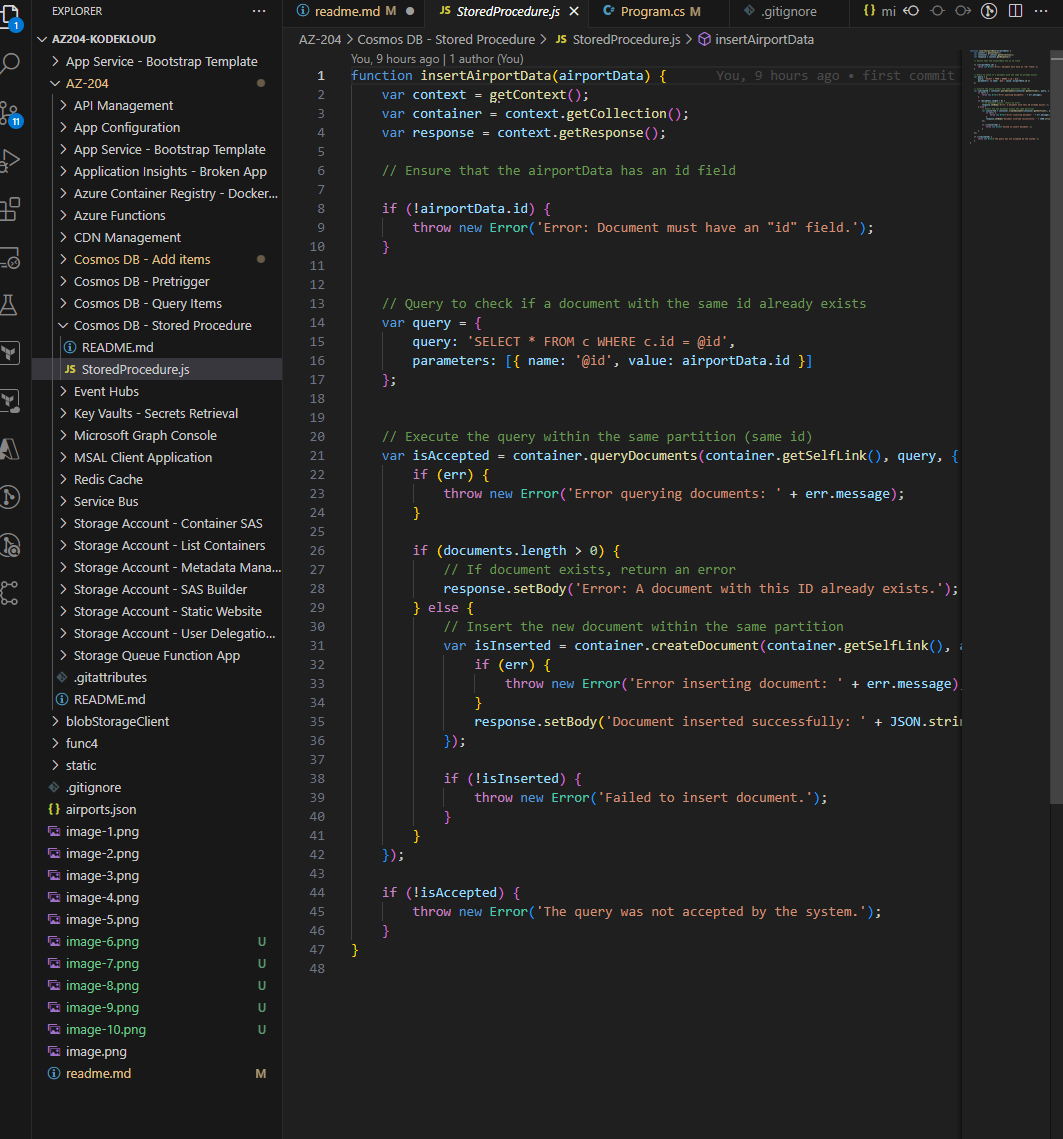 EXPLORER
AZ204-KODEKLOUD
App Service - Bootstrap Template
AZ-204
API Management
App Configuration
App Service - Bootstrap Template
Application Insights - Broken App
Azure Container Registry - Docker...
Azure Functions
CDN Management
Cosmos DB - Add items
Cosmos DB - Pretrigger
Cosmos DB - Query Items
Cosmos DB - Stored Procedure
README.md
JS StoredProcedure.js
Event Hubs
Key Vaults - Secrets Retrieval
Microsoft Graph Console
MSAL Client Application
Redis Cache
Service Bus
Storage Account - Container SAS
Storage Account - List Containers
Storage Account - Metadata Mana...
Storage Account - SAS Builder
Storage Account - Static Website
Storage Account - User Delegatio...
Storage Queue Function App
.gitattributes
README.md
blobStorageClient
func4
static
.gitignore
{} airports.json
image-1.png
image-2.png
image-3.png
image-4.png
image-5.png
image-6.png U
image-7.png U
image-8.png U
image-9.png U
image-10.png U
image.png
readme.md M
1
11
readme.md M JS StoredProcedure.js Program.cs M .gitignore {} mi
AZ-204 > Cosmos DB - Stored Procedure > JS StoredProcedure.js > insertAirportData
You, 9 hours ago | 1 author (You)
1 function insertAirportData(airportData) { You, 9 hours ago • first commit
2 var context = getContext();
3 var container = context.getCollection();
4 var response = context.getResponse();
5
6 // Ensure that the airportData has an id field
7
8 if (!airportData.id) {
9 throw new Error('Error: Document must have an "id" field.');
10 }
11
12
13 // Query to check if a document with the same id already exists
14 var query = {
15 query: 'SELECT * FROM c WHERE c.id = @id',
16 parameters: [{ name: '@id', value: airportData.id }]
17 };
18
19
20 // Execute the query within the same partition (same id)
21 var isAccepted = container.queryDocuments(container.getSelfLink(), query, {
22 if (err) {
23 throw new Error('Error querying documents: ' + err.message);
24 }
25
26 if (documents.length > 0) {
27 // If document exists, return an error
28 response.setBody('Error: A document with this ID already exists.');
29 } else {
30 // Insert the new document within the same partition
31 var isInserted = container.createDocument(container.getSelfLink(),
32 if (err) {
33 throw new Error('Error inserting document: ' + err.message)
34 }
35 response.setBody('Document inserted successfully: ' + JSON.stri
36 });
37
38 if (!isInserted) {
39 throw new Error('Failed to insert document.');
40 }
41 }
42 });
43
44 if (!isAccepted) {
45 throw new Error('The query was not accepted by the system.');
46 }
47 }
48